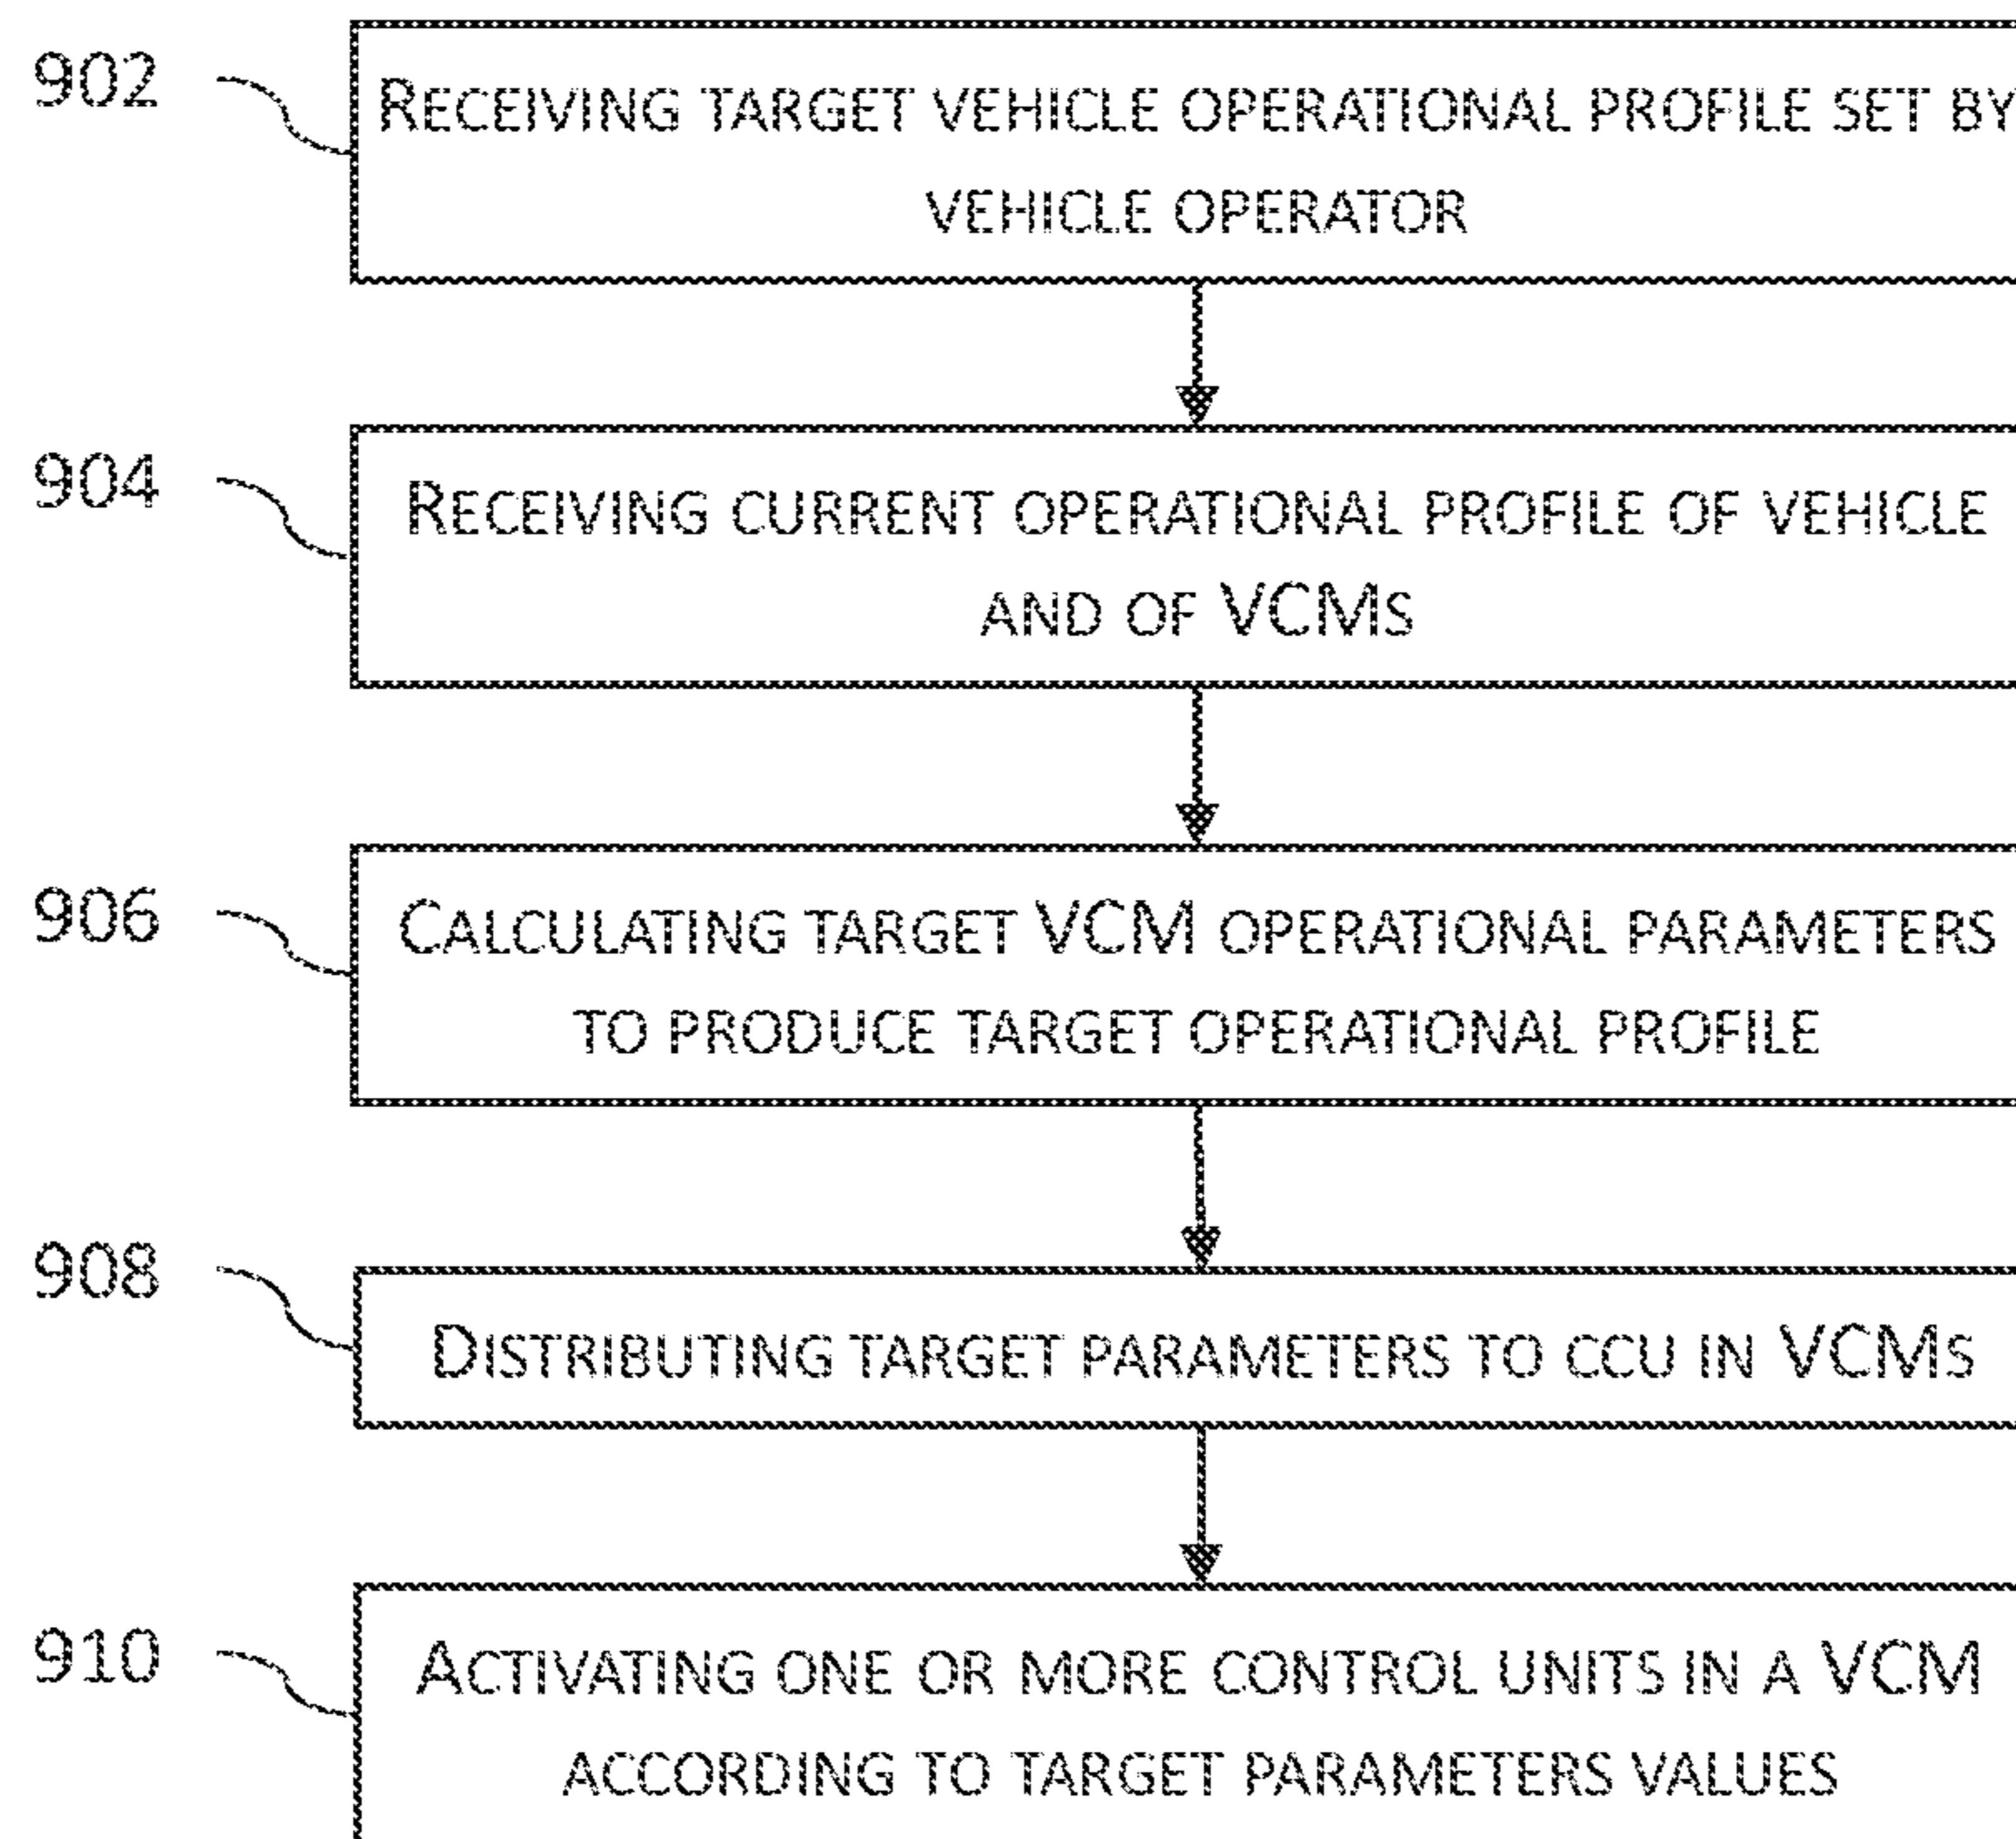 902
RECEIVING TARGET VEHICLE OPERATIONAL PROFILE SET BY
VEHICLE OPERATOR
904
RECEIVING CURRENT OPERATIONAL PROFILE OF VEHICLE
AND OF VCMS
906
CALCULATING TARGET VCM OPERATIONAL PARAMETERS
TO PRODUCE TARGET OPERATIONAL PROFILE
908
DISTRIBUTING TARGET PARAMETERS TO CCU IN VCMS
910
ACTIVATING ONE OR MORE CONTROL UNITS IN A VCM
ACCORDING TO TARGET PARAMETERS VALUES